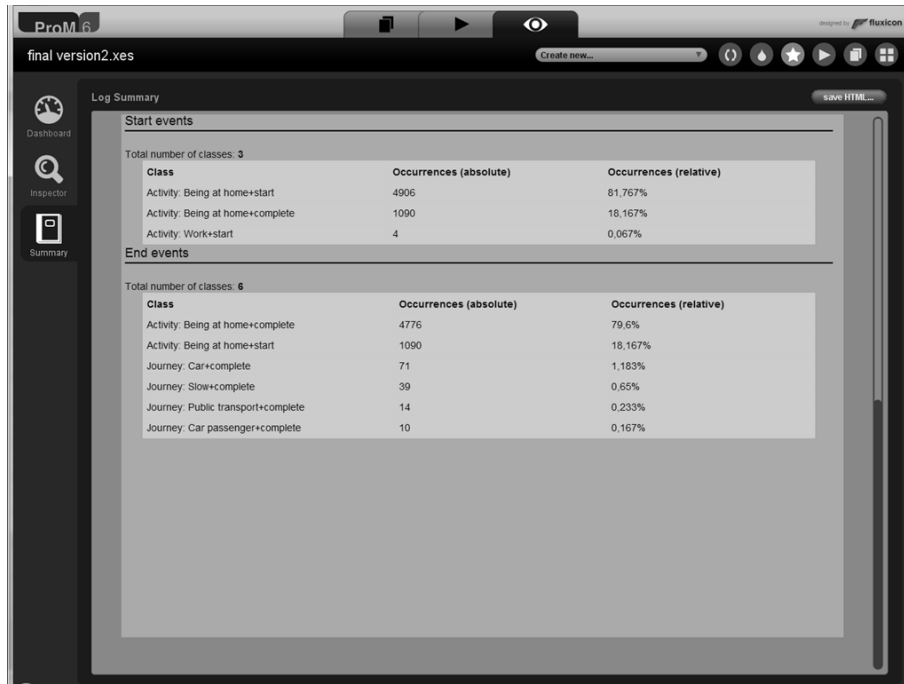 ProM 6
designed by fluxicon
final version2.xes
Create new...
Log Summary
save HTML...
Dashboard
Inspector
Summary
Start events
Total number of classes: 3
Class Occurrences (absolute) Occurrences (relative)
Activity: Being at home+start 4906 81,767%
Activity: Being at home+complete 1090 18,167%
Activity: Work+start 4 0,067%
End events
Total number of classes: 6
Class Occurrences (absolute) Occurrences (relative)
Activity: Being at home+complete 4776 79,6%
Activity: Being at home+start 1090 18,167%
Journey: Car+complete 71 1,183%
Journey: Slow+complete 39 0,65%
Journey: Public transport+complete 14 0,233%
Journey: Car passenger+complete 10 0,167%